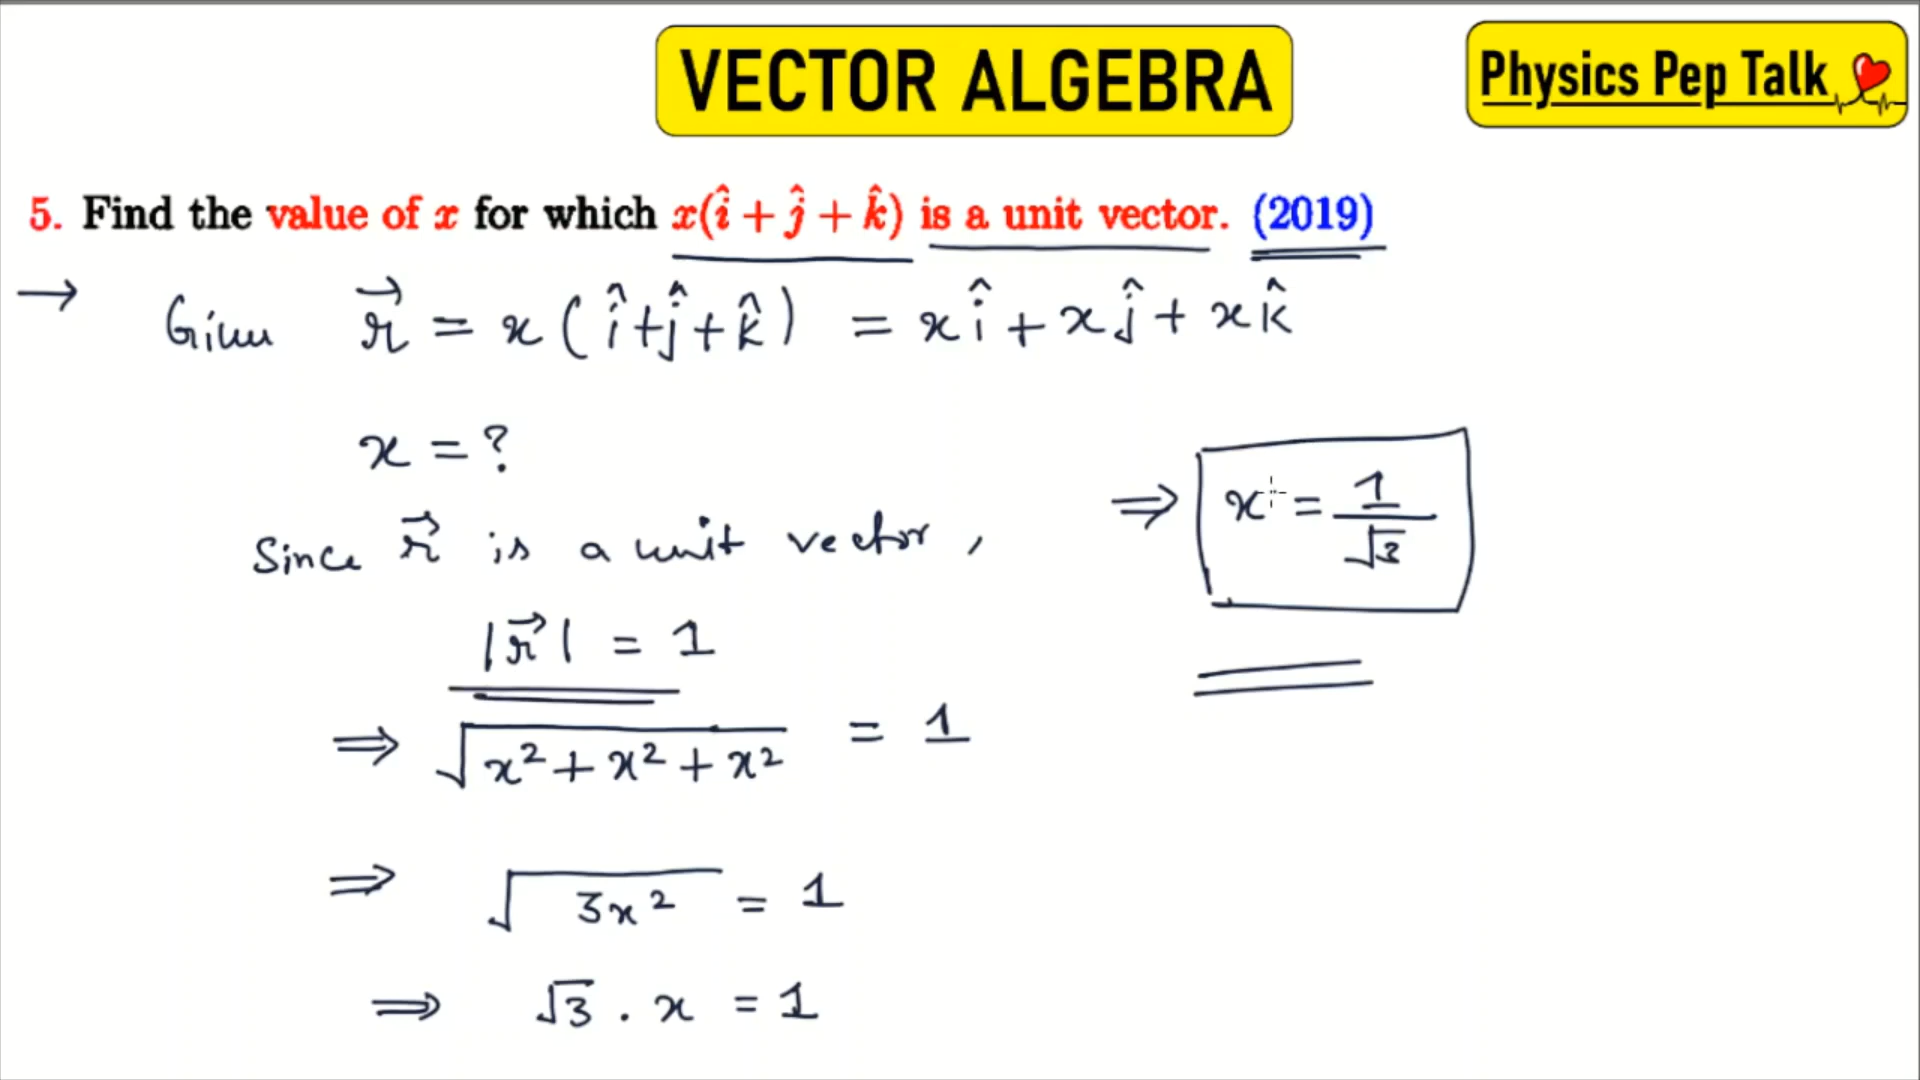 VECTOR ALGEBRA
Physics Pep Talk
5. Find the value of x for which x(î + ĵ + k̂) is a unit vector. (2019)
→ Given r⃗ = x(î + ĵ + k̂) = xî + xĵ + xk̂
x = ?
Since r⃗ is a unit vector,
|r⃗| = 1
⇒ √(x² + x² + x²) = 1
⇒ √(3x²) = 1
⇒ √3 . x = 1
⇒ x = 1/√3